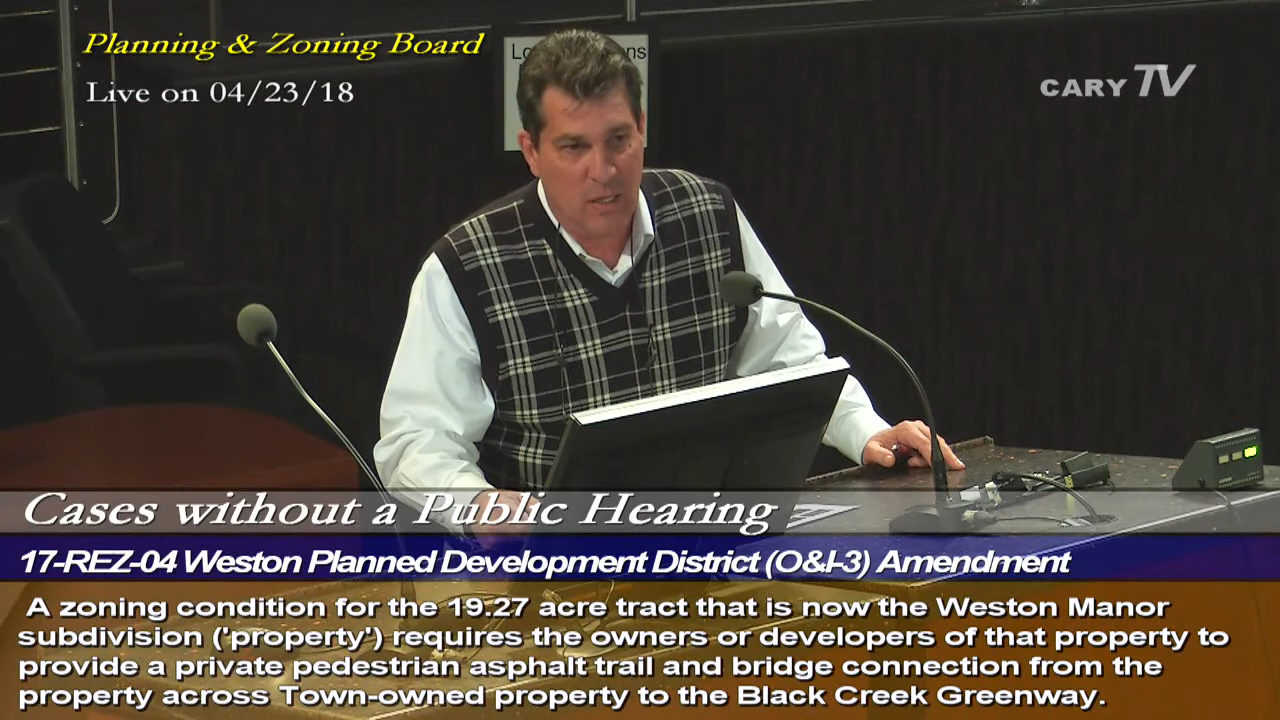 Planning & Zoning Board
Live on 04/23/18
CARY TV
Cases without a Public Hearing
17-REZ-04 Weston Planned Development District (O&I-3) Amendment
A zoning condition for the 19.27 acre tract that is now the Weston Manor
subdivision ('property') requires the owners or developers of that property to
provide a private pedestrian asphalt trail and bridge connection from the
property across Town-owned property to the Black Creek Greenway.